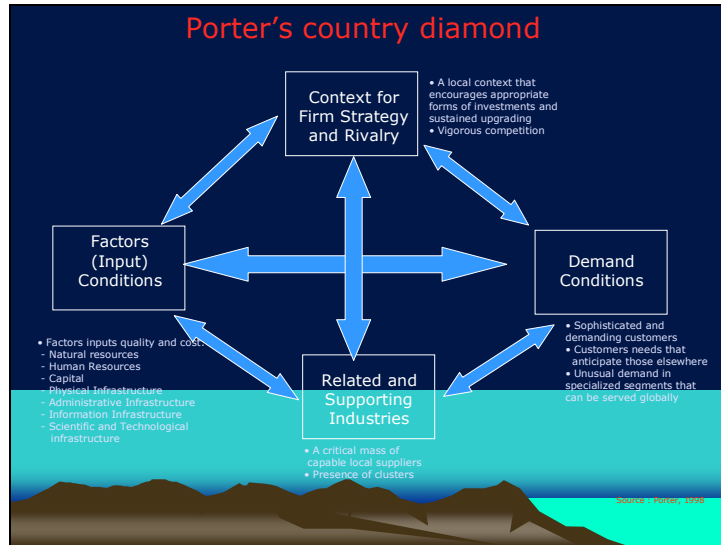 Porter's country diamond
Context for
Firm Strategy
and Rivalry
• A local context that
encourages appropriate
forms of investments and
sustained upgrading
• Vigorous competition
Factors
(Input)
Conditions
Demand
Conditions
• Factors inputs quality and cost:
- Natural resources
- Human Resources
- Capital
- Physical Infrastructure
- Administrative Infrastructure
- Information Infrastructure
- Scientific and Technological
infrastructure
Related and
Supporting
Industries
• A critical mass of
capable local suppliers
• Presence of clusters
• Sophisticated and
demanding customers
• Customers needs that
anticipate those elsewhere
• Unusual demand in
specialized segments that
can be served globally
Source : Porter, 1998